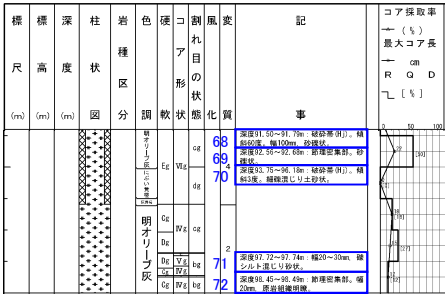 標尺(m)
標高(m)
深度(m)
柱状図
岩種区分
色調
硬軟
コア形状
割れ目の状態
風化
変質
記事
コア採取率
(%)
最大コア長
cm
RQD
[%]
0 50 100
明オリーブ灰
にぶい黄橙
明オリーブ灰
Eg
Ⅵg
cg
dg
4
Cg
Dg
Ⅳg
cg
2
Dg
Ⅴg
bg
Cg
Ⅳg
Cg
Ⅳg
bg
68
深度91.50～91.79m:破砕帯(Hj)。傾
斜60度。幅100mm。砂礫状。
69
深度92.56～92.68m:節理密集部。砂
礫状。
70
深度93.75～96.18m:破砕帯(Hj)。傾
斜3度。細礫混じり土砂状。
71
深度97.72～97.74m:幅20～30mm。礫
シルト混じり砂状。
72
深度98.45～98.49m:節理密集部。幅
20mm。原岩組織明瞭。
[50]